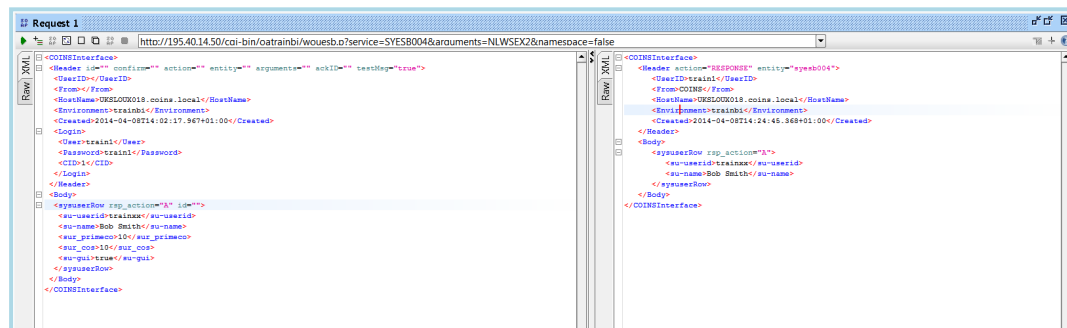 Request 1
http://195.40.14.50/cgi-bin/oatrainbi/wouesb.p?service=SYESB004&arguments=NLWSEX2&namespace=false
XML
Raw
<COINSInterface>
<Header id="" confirm="" action="" entity="" arguments="" ackID="" testMsg="true">
<UserID></UserID>
<From></From>
<HostName>UKSLOUX018.coins.local</HostName>
<Environment>trainbi</Environment>
<Created>2014-04-08T14:02:17.967+01:00</Created>
<Login>
<User>train1</User>
<Password>train1</Password>
<CID>1</CID>
</Login>
</Header>
<Body>
<sysuserRow rsp_action="A" id="">
<su-userid>trainxx</su-userid>
<su-name>Bob Smith</su-name>
<sur_primeco>10</sur_primeco>
<sur_cos>10</sur_cos>
<su-gui>true</su-gui>
</sysuserRow>
</Body>
</COINSInterface>
XML
Raw
<COINSInterface>
<Header action="RESPONSE" entity="syesb004">
<UserID>train1</UserID>
<From>COINS</From>
<HostName>UKSLOUX018.coins.local</HostName>
<Environment>trainbi</Environment>
<Created>2014-04-08T14:24:45.368+01:00</Created>
</Header>
<Body>
<sysuserRow rsp_action="A">
<su-userid>trainxx</su-userid>
<su-name>Bob Smith</su-name>
</sysuserRow>
</Body>
</COINSInterface>